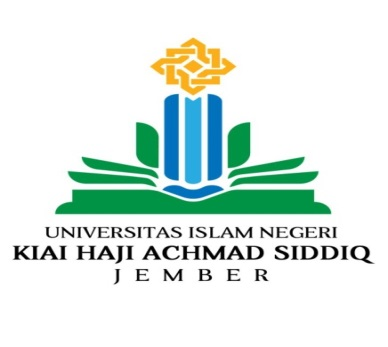 UNIVERSITAS ISLAM NEGERI
KIAI HAJI ACHMAD SIDDIQ
JEMBER